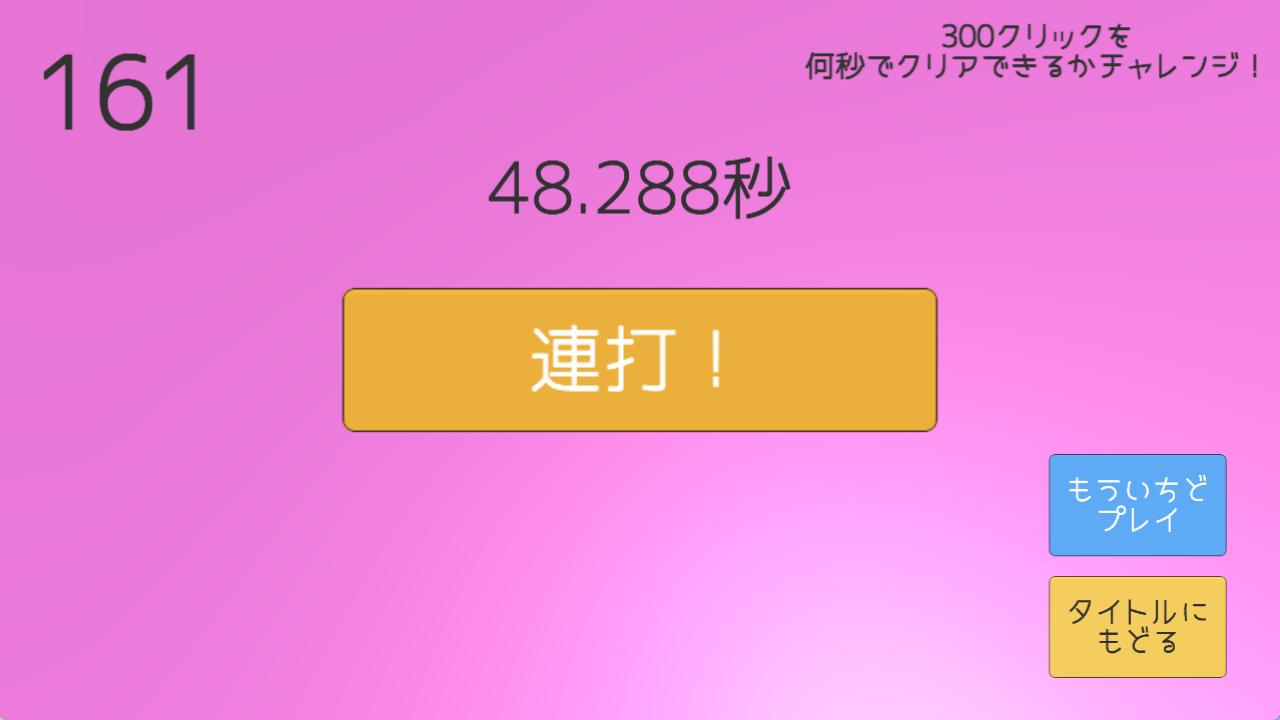 161
300クリックを
何秒でクリアできるかチャレンジ！
48.288秒
連打！
もういちど
プレイ
タイトルに
もどる